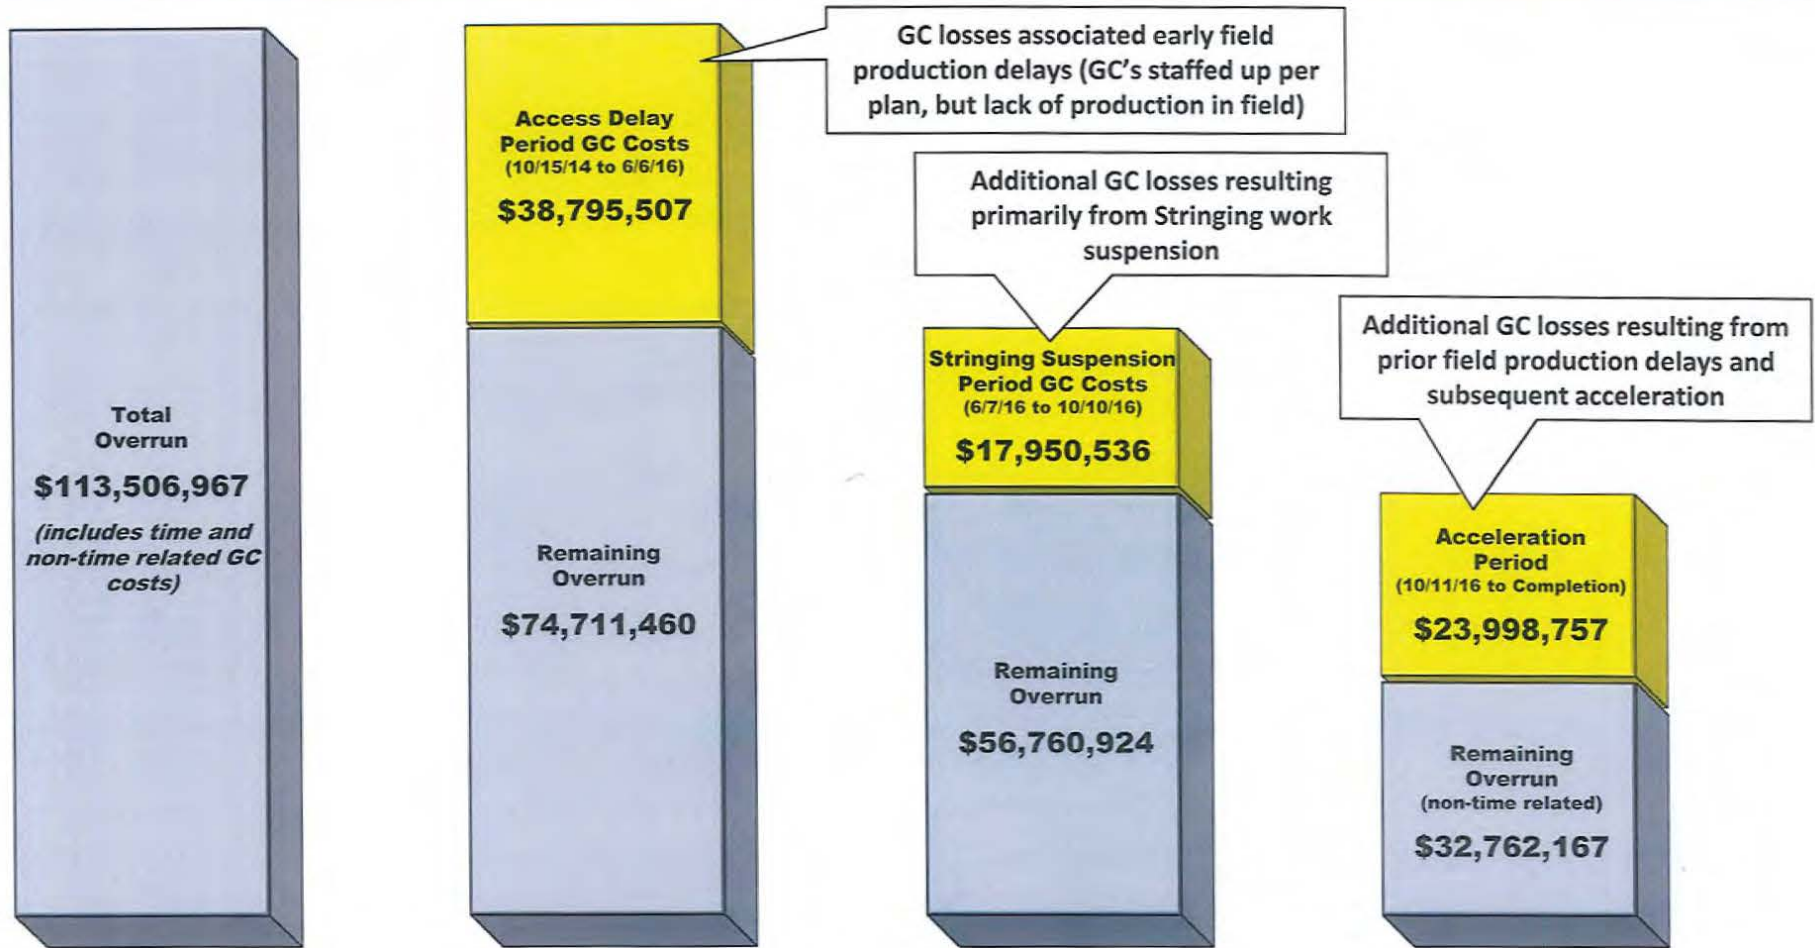 Total
Overrun
$113,506,967
(includes time and
non-time related GC
costs)
Access Delay
Period GC Costs
(10/15/14 to 6/6/16)
$38,795,507
Remaining
Overrun
$74,711,460
GC losses associated early field
production delays (GC's staffed up per
plan, but lack of production in field)
Additional GC losses resulting
primarily from Stringing work
suspension
Stringing Suspension
Period GC Costs
(6/7/16 to 10/10/16)
$17,950,536
Remaining
Overrun
$56,760,924
Additional GC losses resulting from
prior field production delays and
subsequent acceleration
Acceleration
Period
(10/11/16 to Completion)
$23,998,757
Remaining
Overrun
(non-time related)
$32,762,167